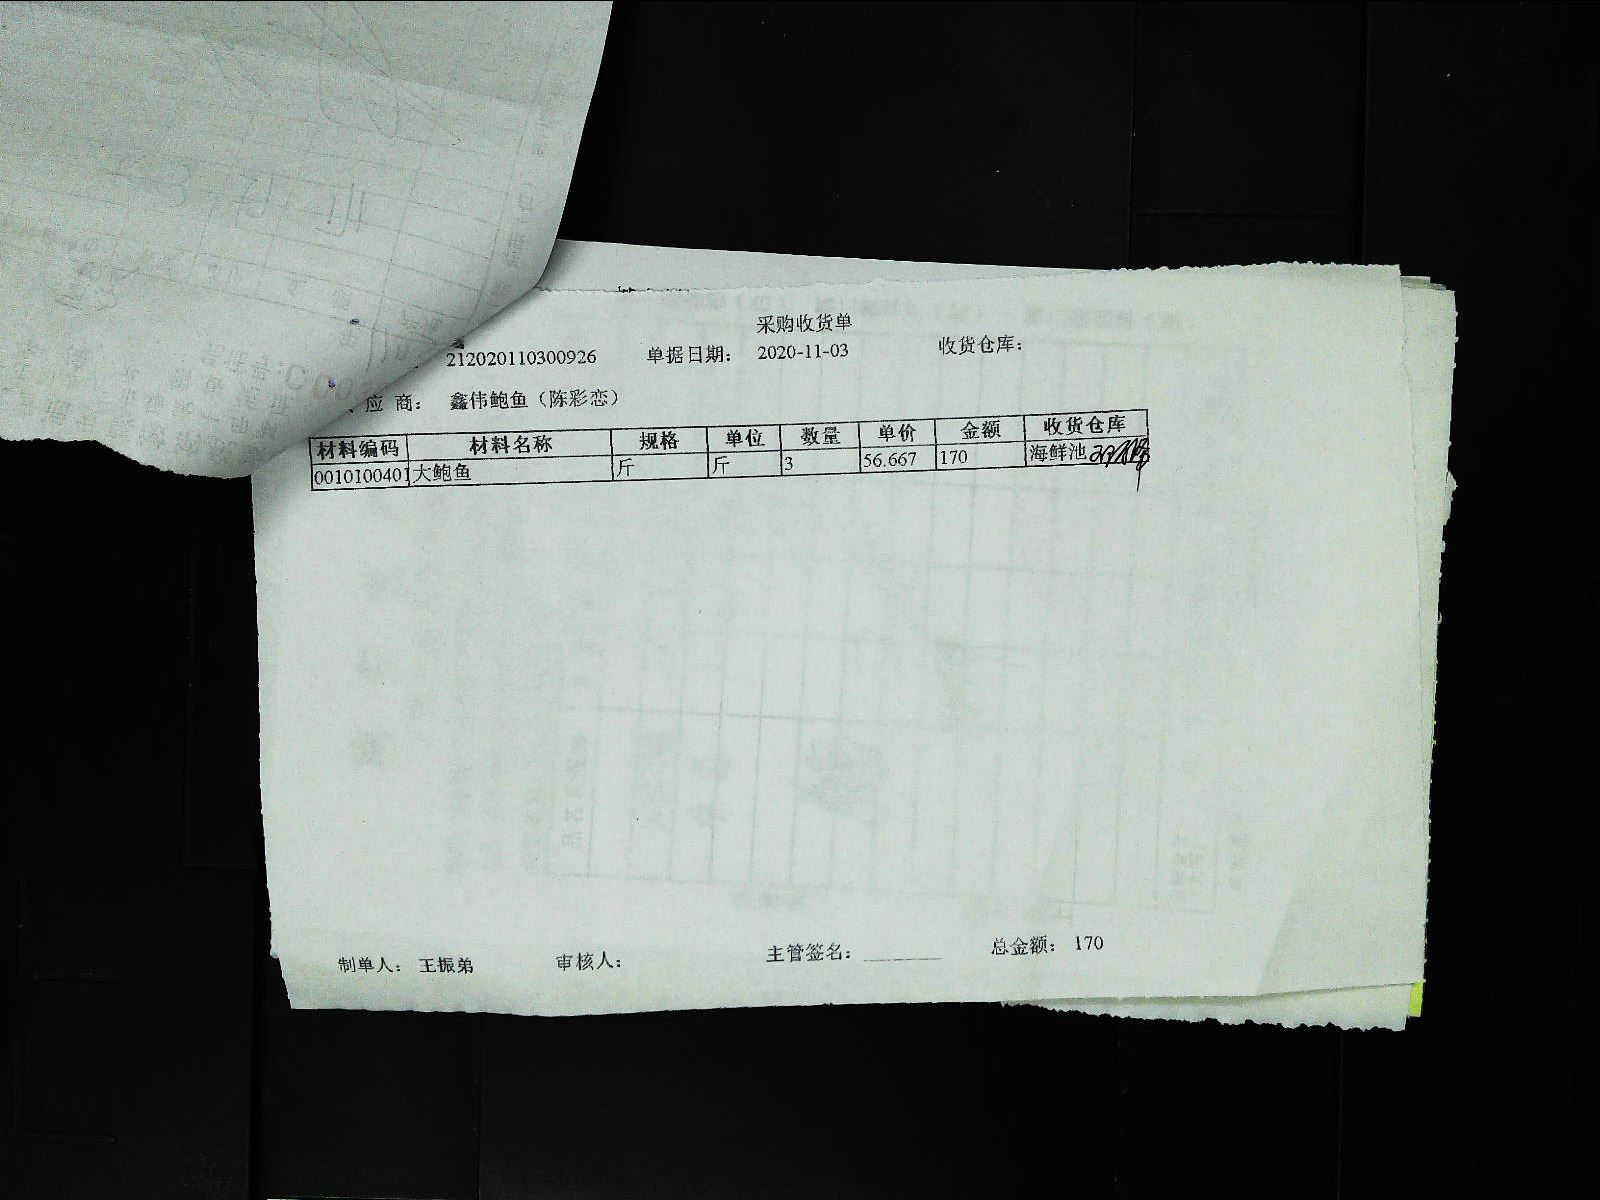 采购收货单
212020110300926 单据日期： 2020-11-03 收货仓库：
应 商： 鑫伟鲍鱼（陈彩恋）
材料编码 材料名称 规格 单位 数量 单价 金额 收货仓库
0010100401 大鲍鱼 斤 斤 3 56.667 170 海鲜池
制单人： 王振弟 审核人： 主管签名： 总金额： 170